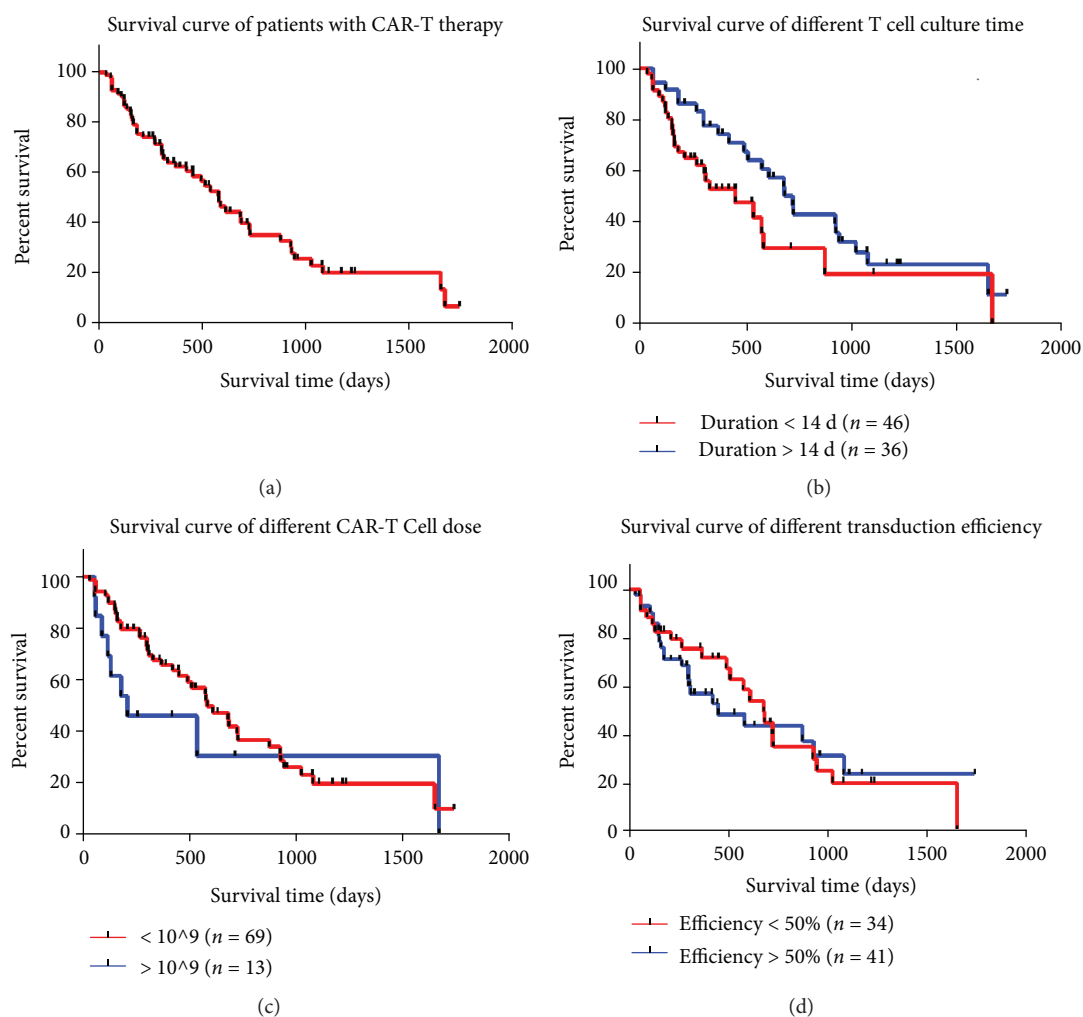 Survival curve of patients with CAR-T therapy
100
80
60
40
20
0
Percent survival
0 500 1000 1500 2000
Survival time (days)
(a)
Survival curve of different T cell culture time
100
80
60
40
20
0
Percent survival
0 500 1000 1500 2000
Survival time (days)
Duration < 14 d (n = 46)
Duration > 14 d (n = 36)
(b)
Survival curve of different CAR-T Cell dose
100
80
60
40
20
0
Percent survival
0 500 1000 1500 2000
Survival time (days)
< 10^9 (n = 69)
> 10^9 (n = 13)
(c)
Survival curve of different transduction efficiency
100
80
60
40
20
0
Percent survival
0 500 1000 1500 2000
Survival time (days)
Efficiency < 50% (n = 34)
Efficiency > 50% (n = 41)
(d)